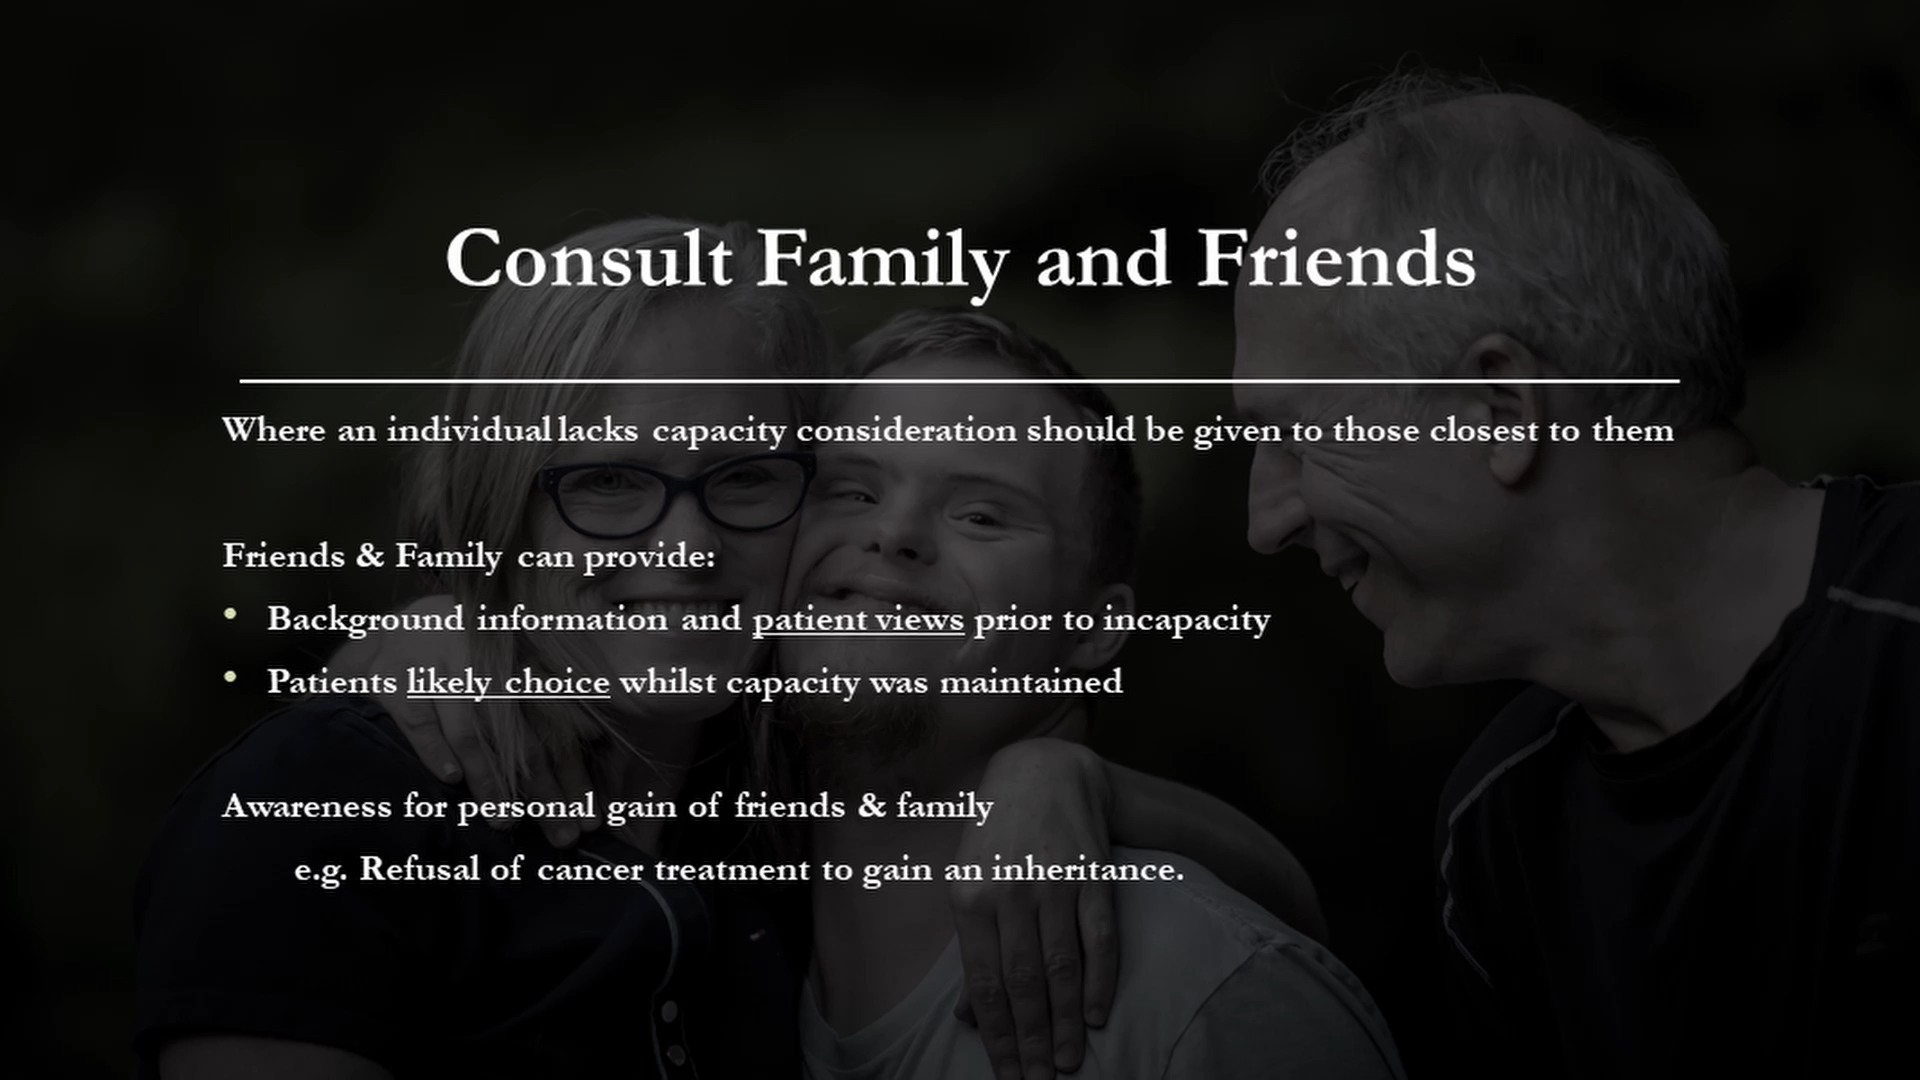 Consult Family and Friends
Where an individual lacks capacity consideration should be given to those closest to them
Friends & Family can provide:
• Background information and patient views prior to incapacity
• Patients likely choice whilst capacity was maintained
Awareness for personal gain of friends & family
e.g. Refusal of cancer treatment to gain an inheritance.